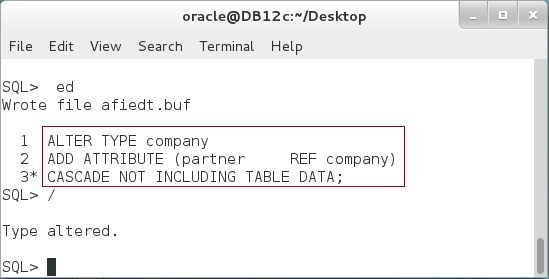 oracle@DB12c:~/Desktop
File Edit View Search Terminal Help
SQL> ed
Wrote file afiedt.buf
1 ALTER TYPE company
2 ADD ATTRIBUTE (partner     REF company)
3* CASCADE NOT INCLUDING TABLE DATA;
SQL> /
Type altered.
SQL>